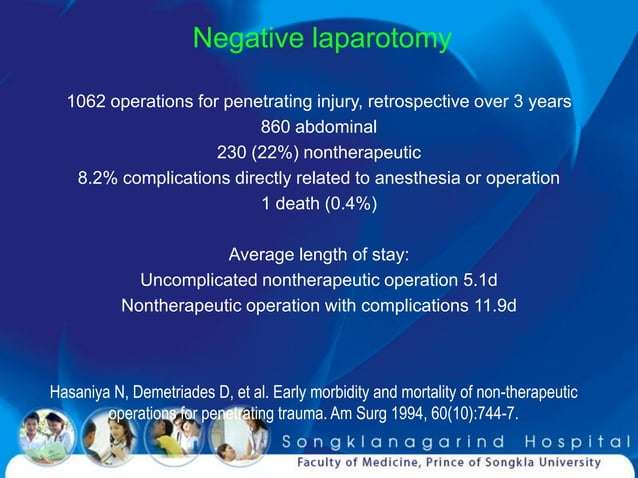 Negative laparotomy
1062 operations for penetrating injury, retrospective over 3 years
860 abdominal
230 (22%) nontherapeutic
8.2% complications directly related to anesthesia or operation
1 death (0.4%)
Average length of stay:
Uncomplicated nontherapeutic operation 5.1d
Nontherapeutic operation with complications 11.9d
Hasaniya N, Demetriades D, et al. Early morbidity and mortality of non-therapeutic
operations for penetrating trauma. Am Surg 1994, 60(10):744-7.
Songklanagarind Hospital
Faculty of Medicine, Prince of Songkla University